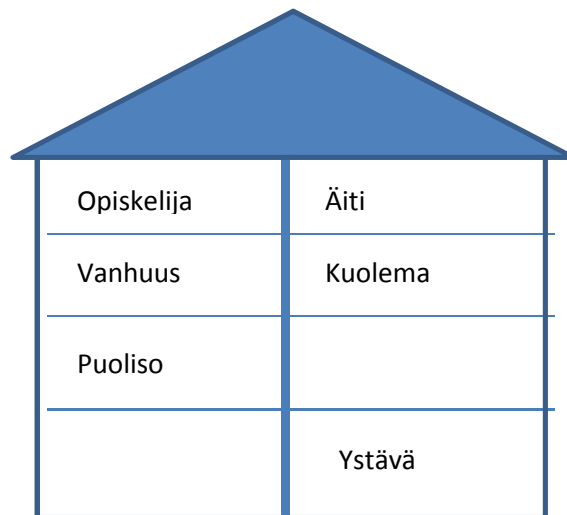 Opiskelija
Äiti
Vanhuus
Kuolema
Puoliso
Ystävä